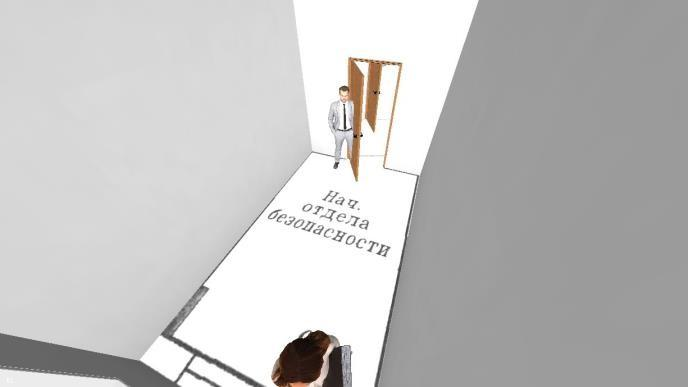 Нач.
отдела
безопасности